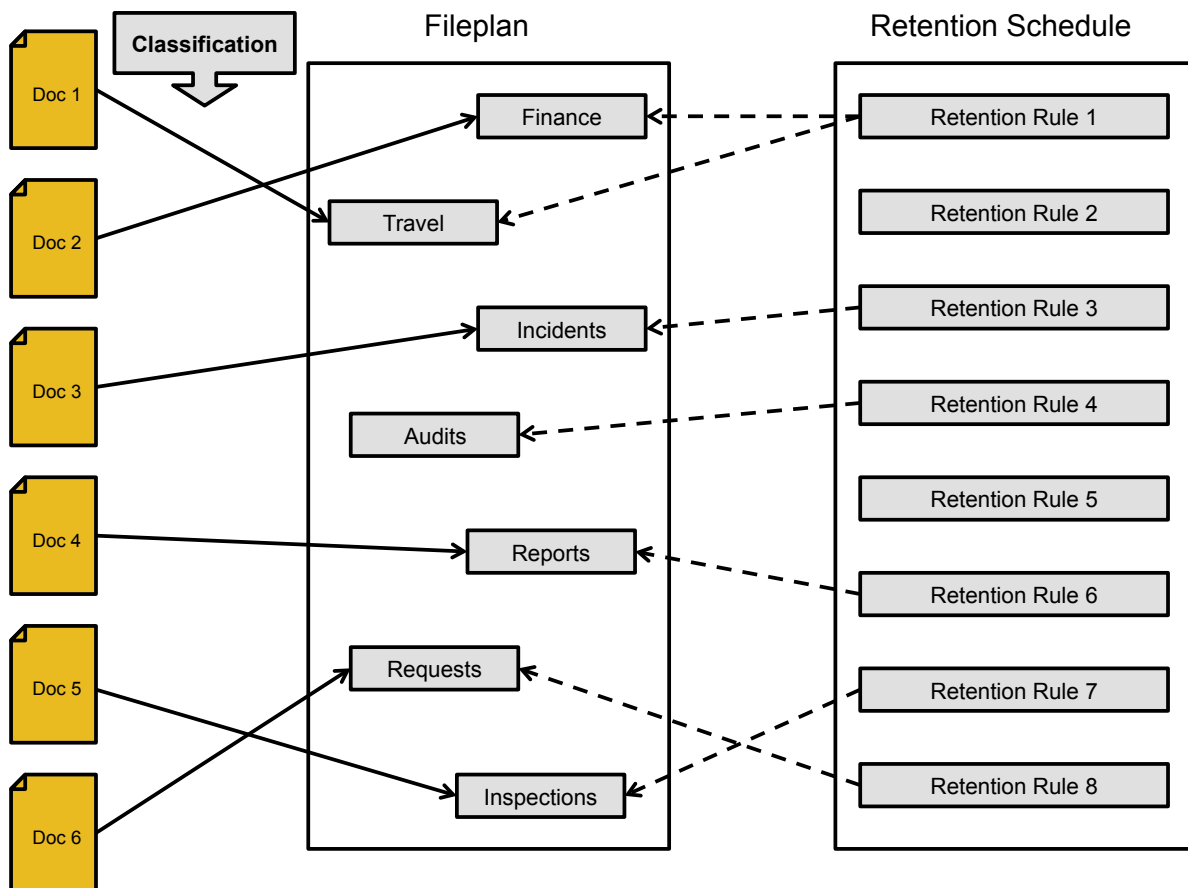 Fileplan
Retention Schedule
Classification
Doc 1
Doc 2
Doc 3
Doc 4
Doc 5
Doc 6
Finance
Travel
Incidents
Audits
Reports
Requests
Inspections
Retention Rule 1
Retention Rule 2
Retention Rule 3
Retention Rule 4
Retention Rule 5
Retention Rule 6
Retention Rule 7
Retention Rule 8